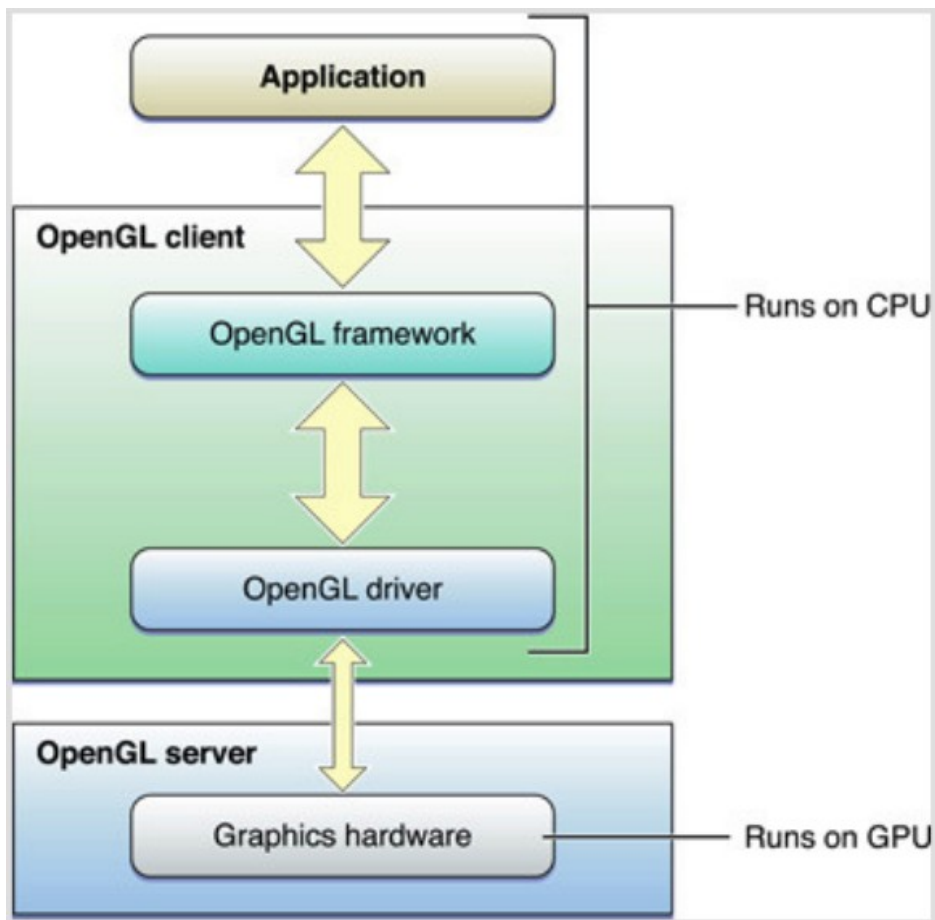 Application
OpenGL client
OpenGL framework
Runs on CPU
OpenGL driver
OpenGL server
Graphics hardware
Runs on GPU